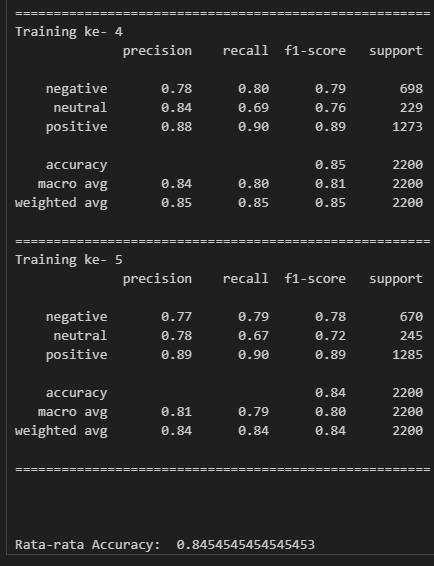 =======================================================
Training ke- 4
              precision    recall  f1-score   support

    negative       0.78      0.80      0.79       698
     neutral       0.84      0.69      0.76       229
    positive       0.88      0.90      0.89      1273

    accuracy                           0.85      2200
   macro avg       0.84      0.80      0.81      2200
weighted avg       0.85      0.85      0.85      2200

=======================================================
Training ke- 5
              precision    recall  f1-score   support

    negative       0.77      0.79      0.78       670
     neutral       0.78      0.67      0.72       245
    positive       0.89      0.90      0.89      1285

    accuracy                           0.84      2200
   macro avg       0.81      0.79      0.80      2200
weighted avg       0.84      0.84      0.84      2200

=======================================================

Rata-rata Accuracy:  0.8454545454545453